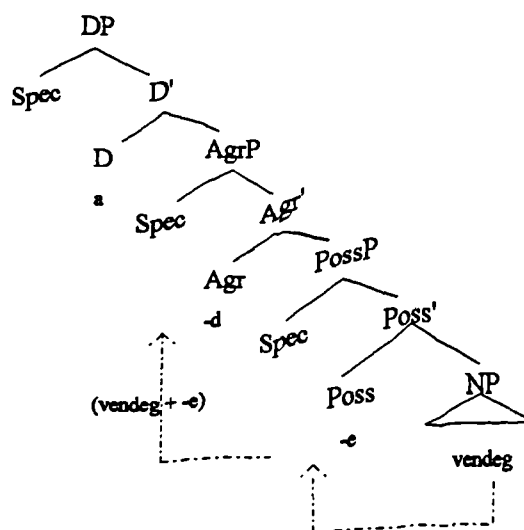 DP
Spec D'
D AgrP
a
Spec Agr'
Agr PossP
-d
Spec Poss'
(vendeg + -e)
Poss NP
-e
vendeg